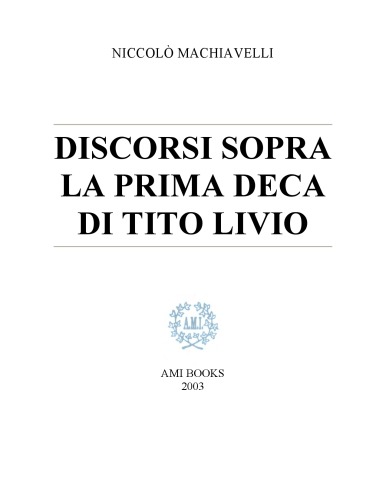 NICCOLÒ MACHIAVELLI
DISCORSI SOPRA
LA PRIMA DECA
DI TITO LIVIO
A.M.I.
AMI BOOKS
2003